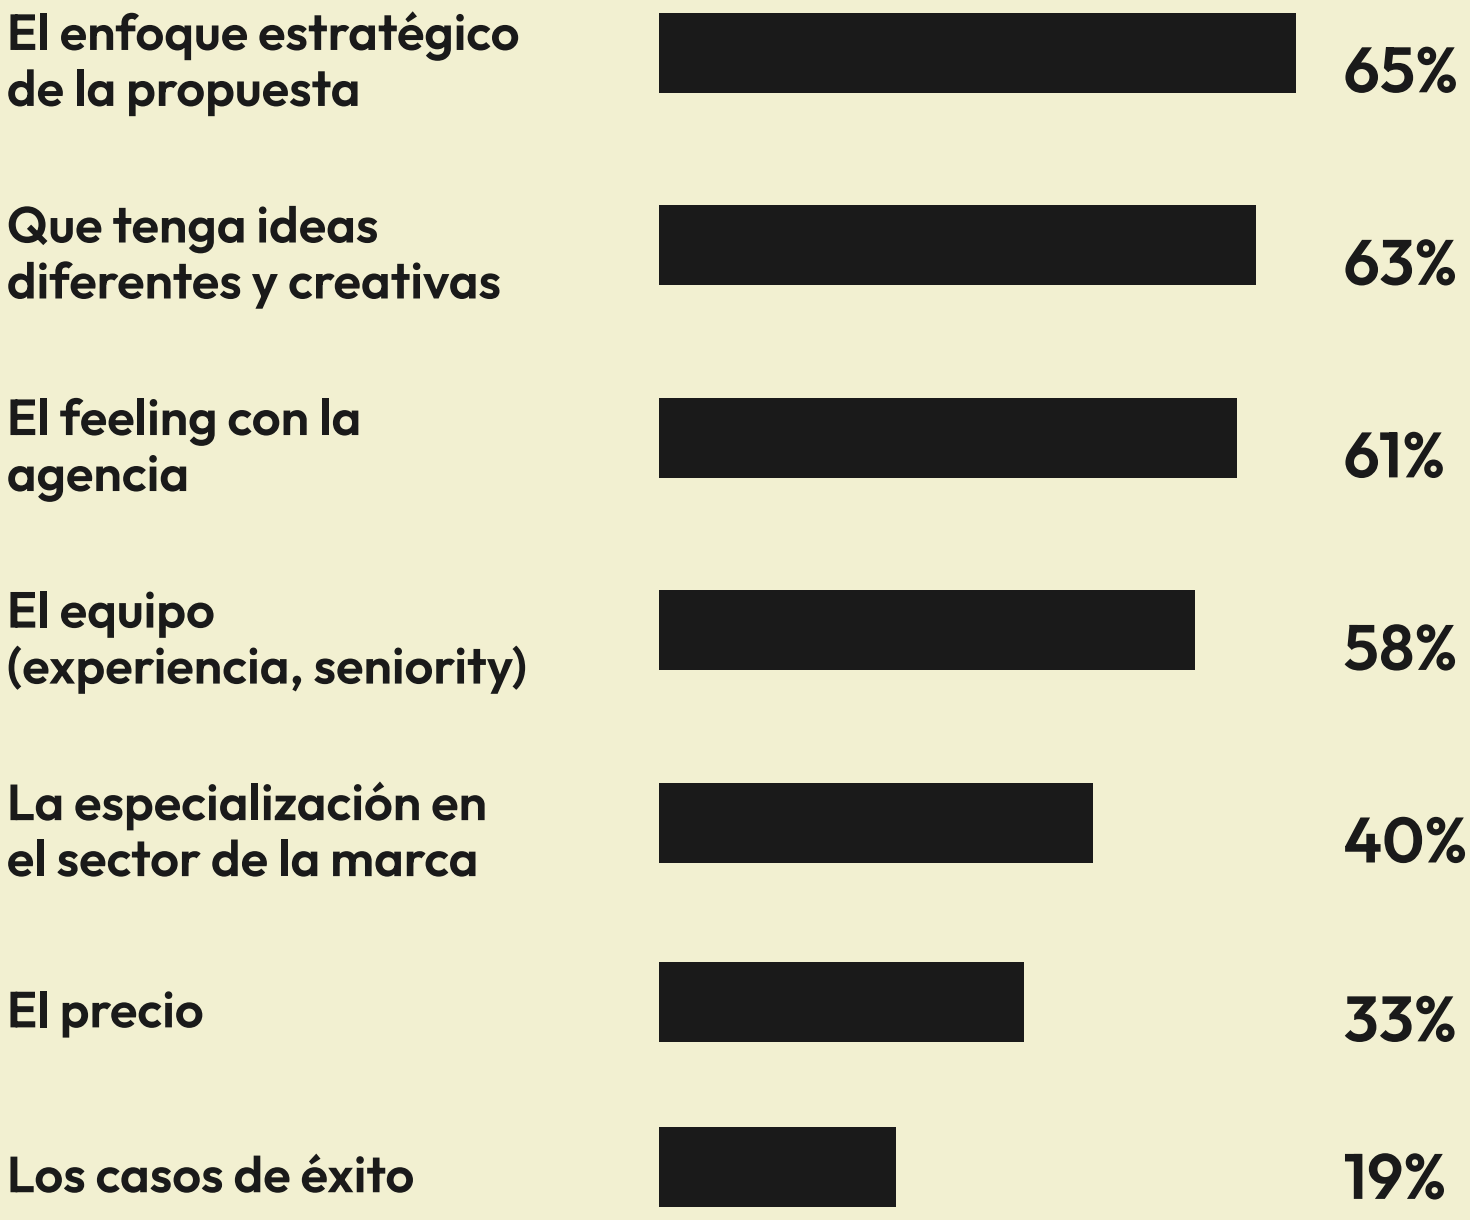 El enfoque estratégico
de la propuesta
65%
Que tenga ideas
diferentes y creativas
63%
El feeling con la
agencia
61%
El equipo
(experiencia, seniority)
58%
La especialización en
el sector de la marca
40%
El precio
33%
Los casos de éxito
19%